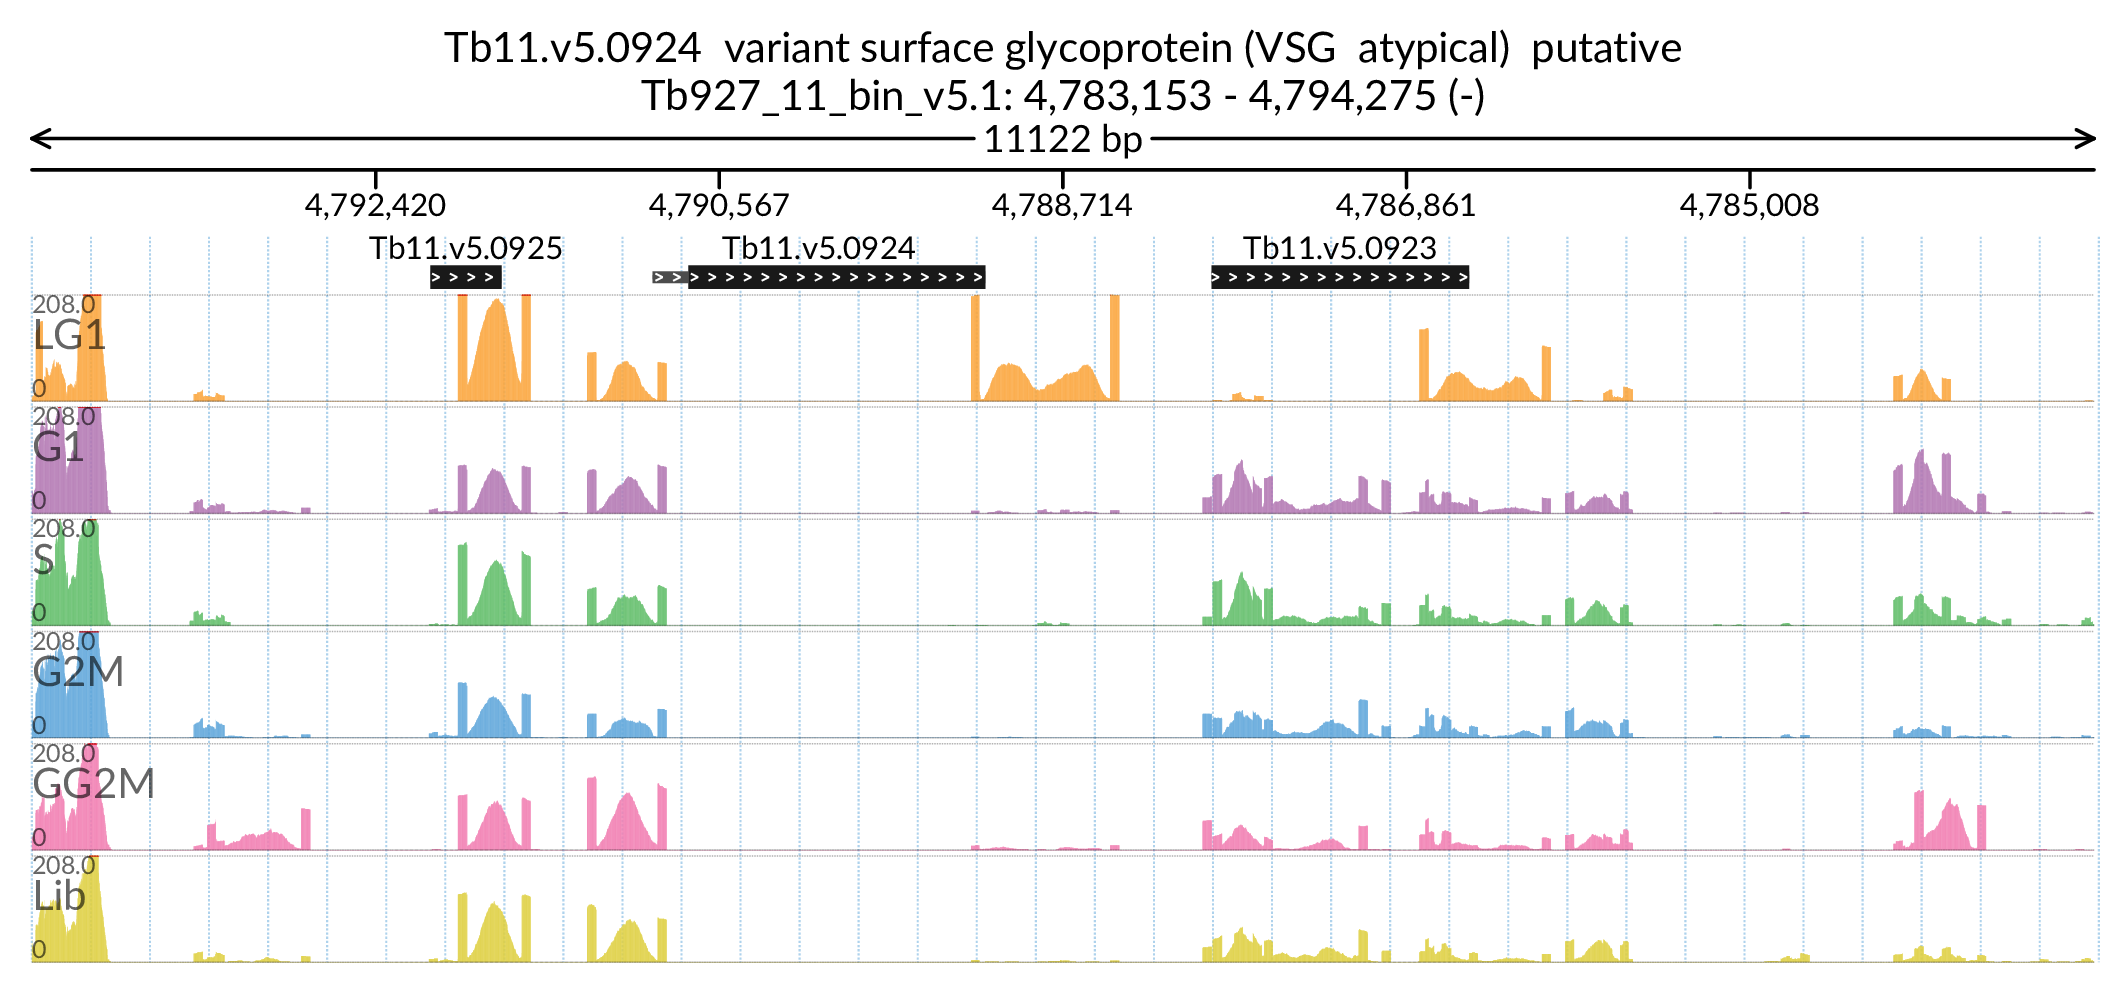 Tb11.v5.0924 variant surface glycoprotein (VSG atypical) putative
Tb927_11_bin_v5.1: 4,783,153 - 4,794,275 (-)
11122 bp
4,792,420 4,790,567 4,788,714 4,786,861 4,785,008
Tb11.v5.0925 Tb11.v5.0924 Tb11.v5.0923
208.0
LG1
0
208.0
G1
0
208.0
S
0
208.0
G2M
0
208.0
GG2M
0
208.0
Lib
0